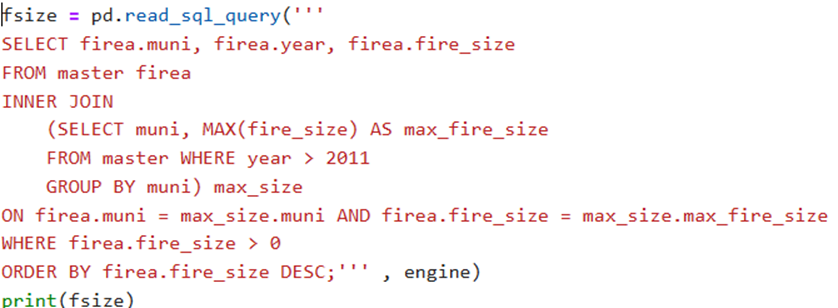 fsize = pd.read_sql_query('''
SELECT firea.muni, firea.year, firea.fire_size
FROM master firea
INNER JOIN
    (SELECT muni, MAX(fire_size) AS max_fire_size
    FROM master WHERE year > 2011
    GROUP BY muni) max_size
ON firea.muni = max_size.muni AND firea.fire_size = max_size.max_fire_size
WHERE firea.fire_size > 0
ORDER BY firea.fire_size DESC;''' , engine)
print(fsize)